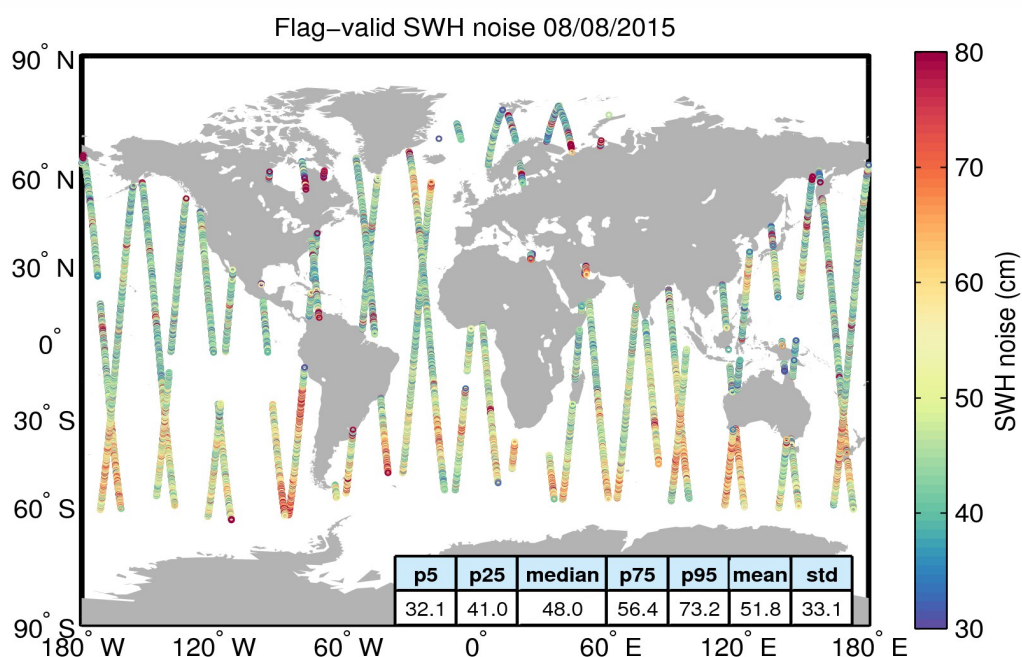 Flag−valid SWH noise 08/08/2015
90° N
60° N
30° N
0°
30° S
60° S
90° S
180° W
120° W
60° W
0°
60° E
120° E
180° E
p5 p25 median p75 p95 mean std
32.1 41.0 48.0 56.4 73.2 51.8 33.1
80
70
60
50
40
30
SWH noise (cm)